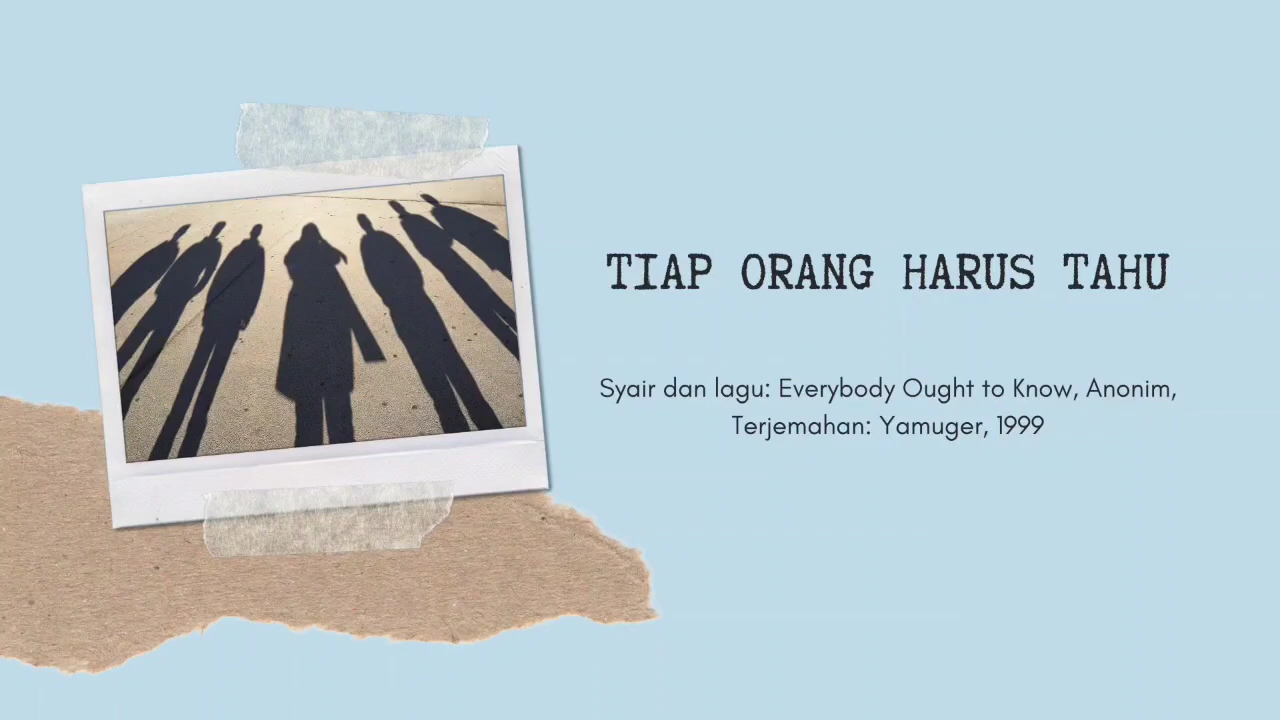 TIAP ORANG HARUS TAHU
Syair dan lagu: Everybody Ought to Know, Anonim,
Terjemahan: Yamuger, 1999